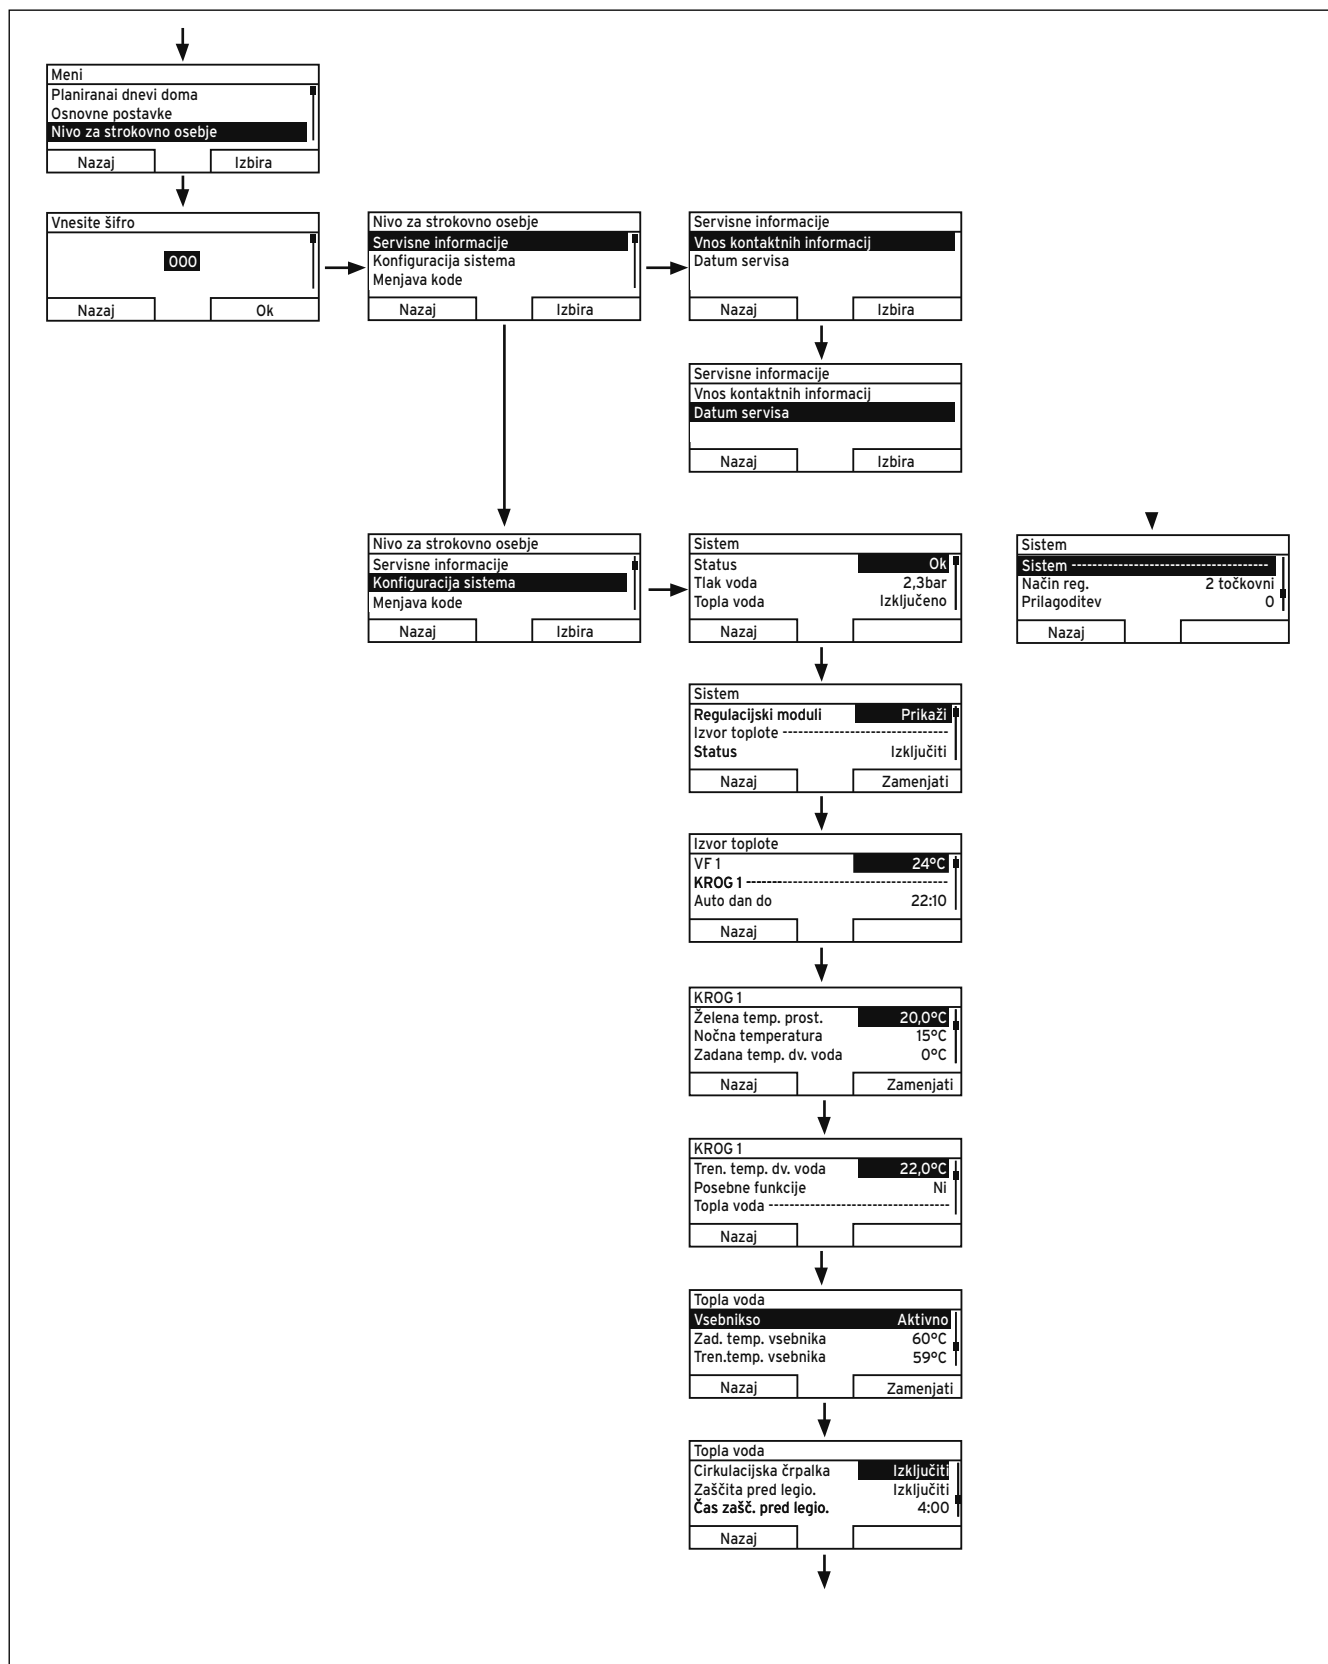 Meni
Planiranai dnevi doma
Osnovne postavke
Nivo za strokovno osebje
Nazaj Izbira
Vnesite šifro
000
Nazaj Ok
Nivo za strokovno osebje
Servisne informacije
Konfiguracija sistema
Menjava kode
Nazaj Izbira
Servisne informacije
Vnos kontaktnih informacij
Datum servisa
Nazaj Izbira
Servisne informacije
Vnos kontaktnih informacij
Datum servisa
Nazaj Izbira
Nivo za strokovno osebje
Servisne informacije
Konfiguracija sistema
Menjava kode
Nazaj Izbira
Sistem
Status Ok
Tlak voda 2,3bar
Topla voda Izključeno
Nazaj
Sistem
Regulacijski moduli Prikaži
Izvor toplote --------------------------------
Status Izključiti
Nazaj Zamenjati
Izvor toplote
VF 1 24°C
KROG 1 ---------------------------------------
Auto dan do 22:10
Nazaj
KROG 1
Želena temp. prost. 20,0°C
Nočna temperatura 15°C
Zadana temp. dv. voda 0°C
Nazaj Zamenjati
KROG 1
Tren. temp. dv. voda 22,0°C
Posebne funkcije Ni
Topla voda -----------------------------------
Nazaj
Topla voda
Vsebnikso Aktivno
Zad. temp. vsebnika 60°C
Tren.temp. vsebnika 59°C
Nazaj Zamenjati
Topla voda
Cirkulacijska črpalka Izključiti
Zaščita pred legio. Izključiti
Čas zašč. pred legio. 4:00
Nazaj
Sistem
Sistem --------------------------------------
Način reg. 2 točkovni
Prilagoditev 0
Nazaj